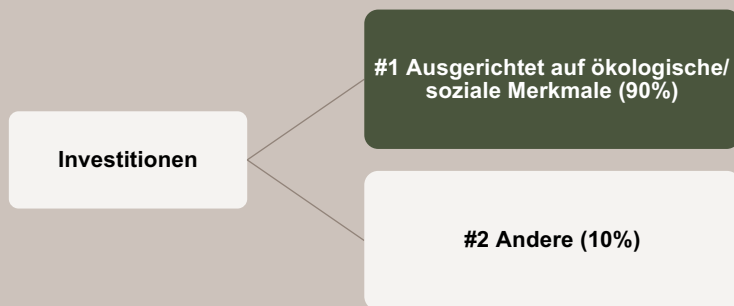 #1 Ausgerichtet auf ökologische/
soziale Merkmale (90%)
Investitionen
#2 Andere (10%)